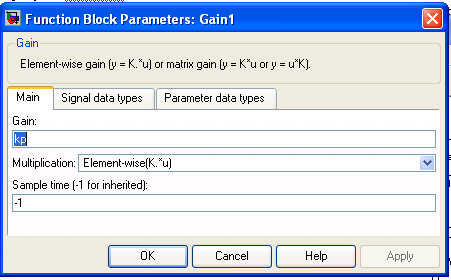 Function Block Parameters: Gain1
Gain
Element-wise gain (y = K.*u) or matrix gain (y = K*u or y = u*K).
Main Signal data types Parameter data types
Gain:
kp
Multiplication: Element-wise(K.*u)
Sample time (-1 for inherited):
-1
OK Cancel Help Apply